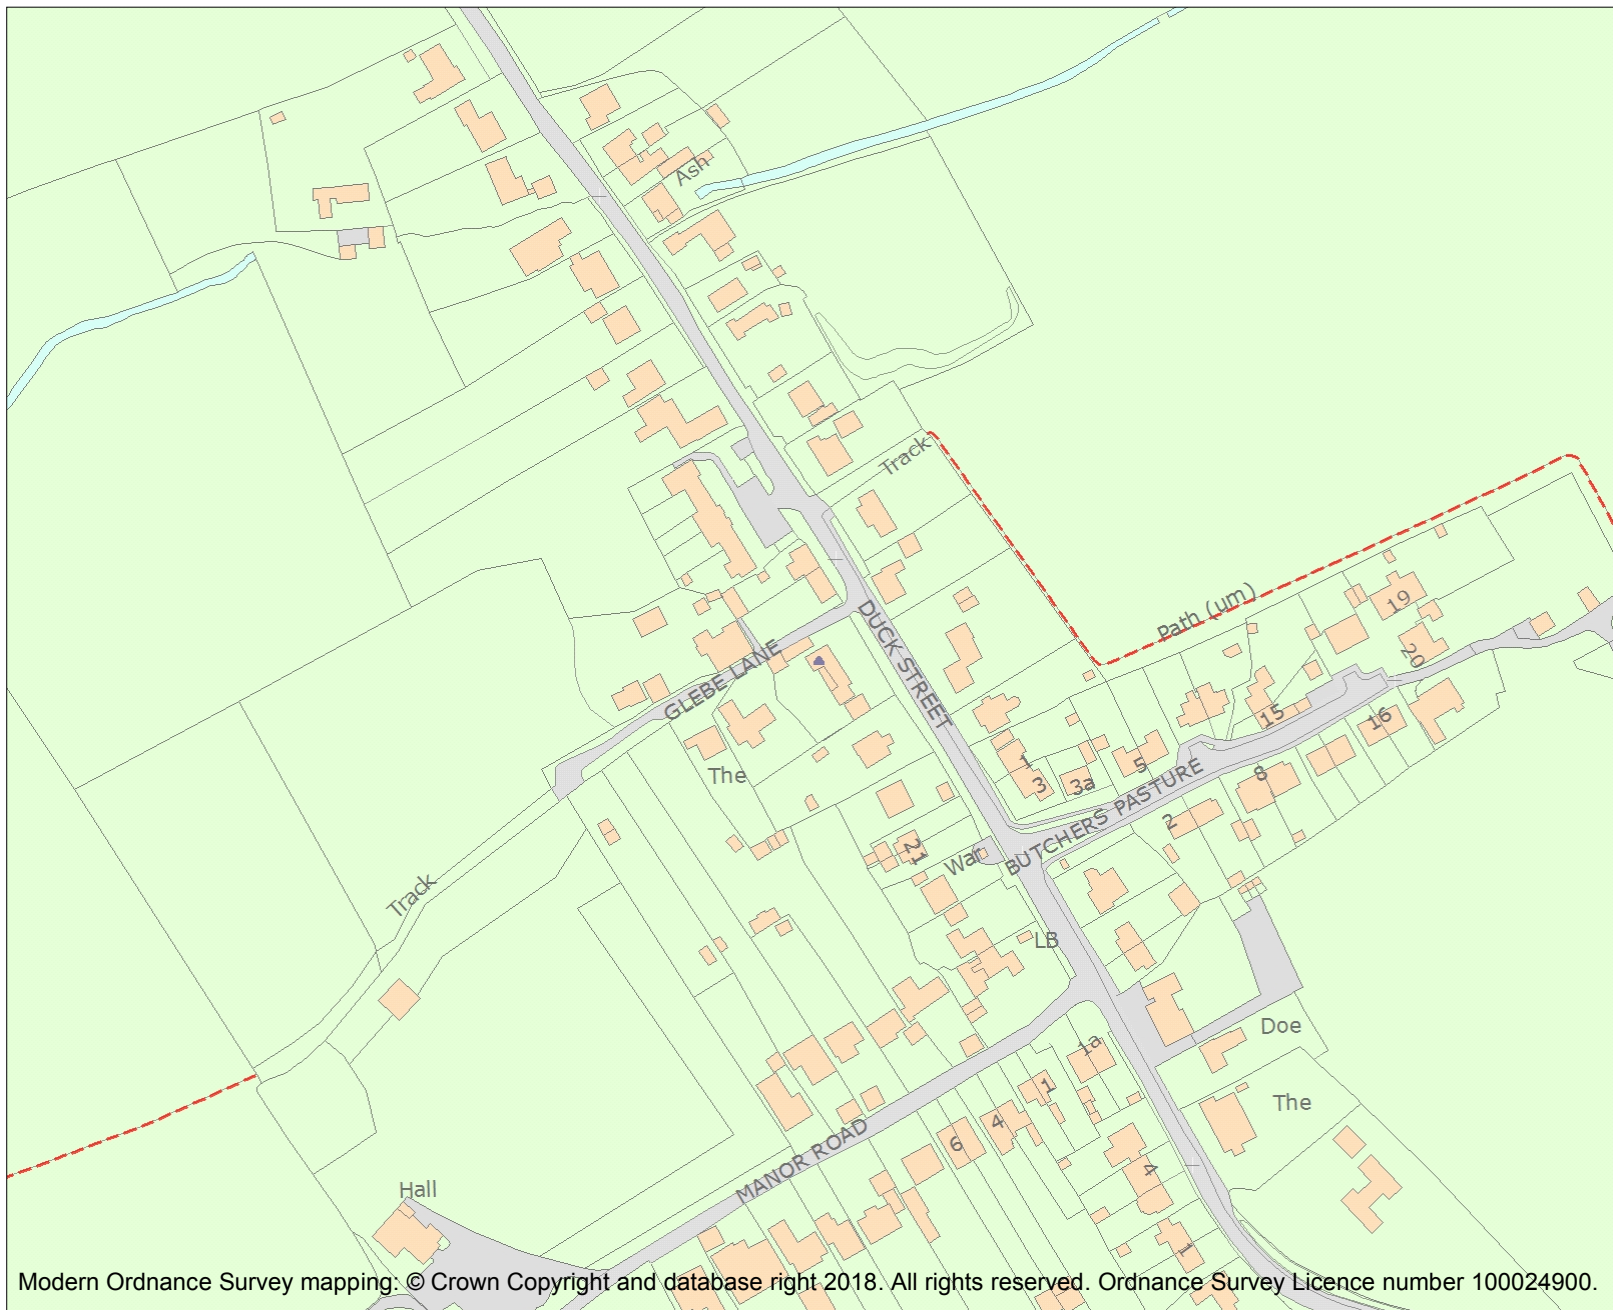 Ash
Track
Path (um)
19
DUCK STREET
20
GLEBE LANE
15
16
1
5
The
3
3a
8
BUTCHERS PASTURE
2
21
War
Track
LB
Doe
1a
1
The
4
6
MANOR ROAD
4
Hall
1
Modern Ordnance Survey mapping: © Crown Copyright and database right 2018. All rights reserved. Ordnance Survey Licence number 100024900.